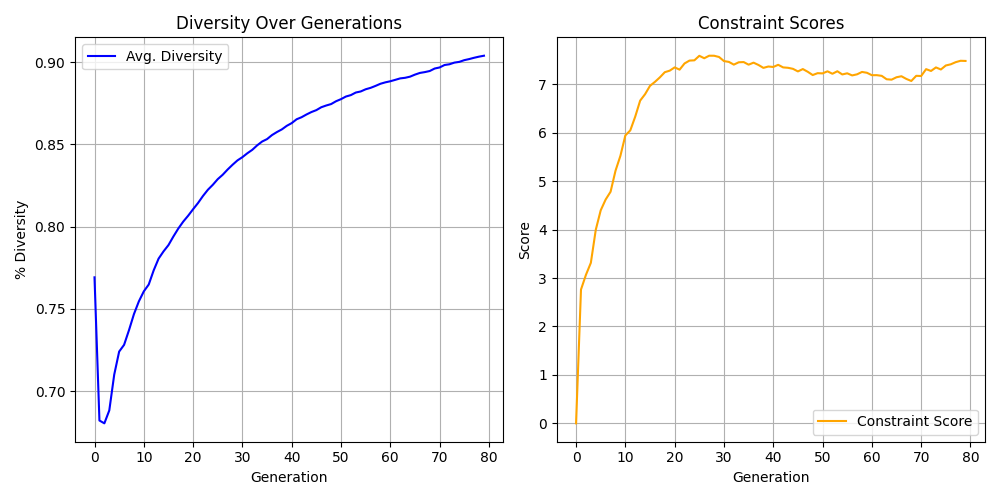 Diversity Over Generations
Avg. Diversity
% Diversity
0.90
0.85
0.80
0.75
0.70
0 10 20 30 40 50 60 70 80
Generation
Constraint Scores
Score
7
6
5
4
3
2
1
0
Constraint Score
0 10 20 30 40 50 60 70 80
Generation